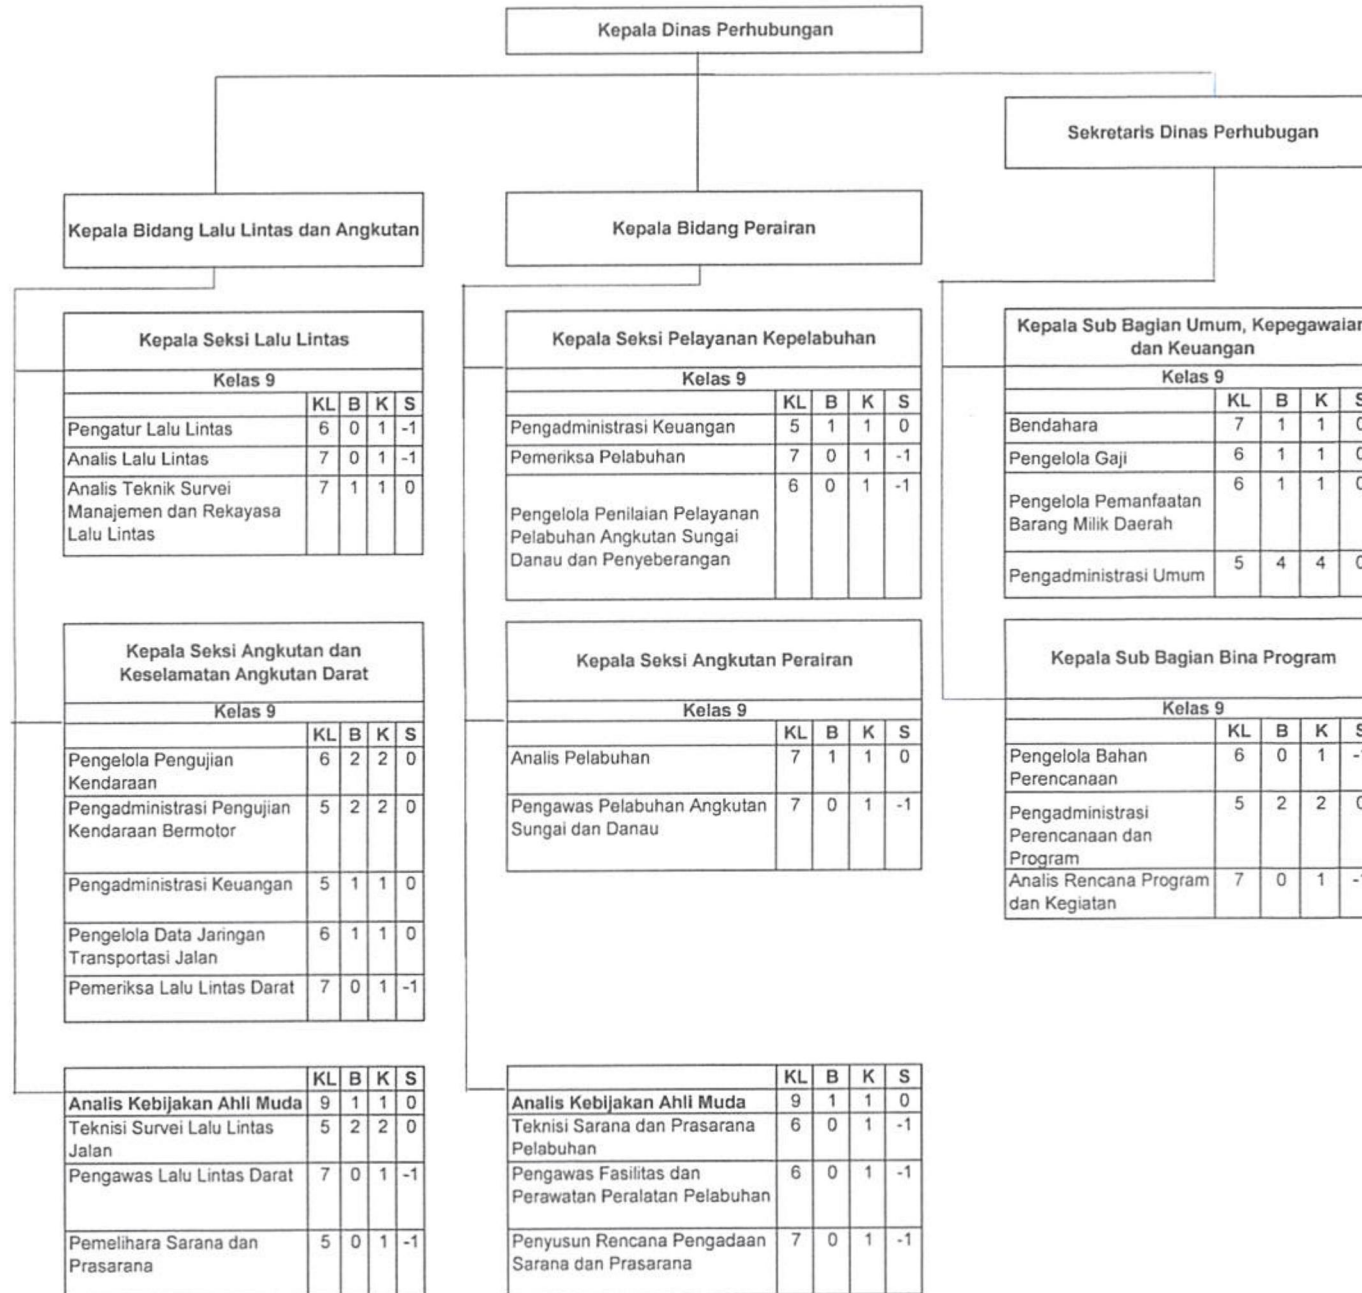 Kepala Dinas Perhubungan
Sekretaris Dinas Perhubugan
Kepala Bidang Lalu Lintas dan Angkutan
Kepala Bidang Perairan
Kepala Seksi Lalu Lintas
Kelas 9
KL B K S
Pengatur Lalu Lintas 6 0 1 -1
Analis Lalu Lintas 7 0 1 -1
Analis Teknik Survei 7 1 1 0
Manajemen dan Rekayasa
Lalu Lintas
Kepala Seksi Angkutan dan
Keselamatan Angkutan Darat
Kelas 9
KL B K S
Pengelola Pengujian 6 2 2 0
Kendaraan
Pengadministrasi Pengujian 5 2 2 0
Kendaraan Bermotor
Pengadministrasi Keuangan 5 1 1 0
Pengelola Data Jaringan 6 1 1 0
Transportasi Jalan
Pemeriksa Lalu Lintas Darat 7 0 1 -1
KL B K S
Analis Kebijakan Ahli Muda 9 1 1 0
Teknisi Survei Lalu Lintas 5 2 2 0
Jalan
Pengawas Lalu Lintas Darat 7 0 1 -1
Pemelihara Sarana dan 5 0 1 -1
Prasarana
Kepala Seksi Pelayanan Kepelabuhan
Kelas 9
KL B K S
Pengadministrasi Keuangan 5 1 1 0
Pemeriksa Pelabuhan 7 0 1 -1
6 0 1 -1
Pengelola Penilaian Pelayanan
Pelabuhan Angkutan Sungai
Danau dan Penyeberangan
Kepala Seksi Angkutan Perairan
Kelas 9
KL B K S
Analis Pelabuhan 7 1 1 0
Pengawas Pelabuhan Angkutan 7 0 1 -1
Sungai dan Danau
KL B K S
Analis Kebijakan Ahli Muda 9 1 1 0
Teknisi Sarana dan Prasarana 6 0 1 -1
Pelabuhan
Pengawas Fasilitas dan 6 0 1 -1
Perawatan Peralatan Pelabuhan
Penyusun Rencana Pengadaan 7 0 1 -1
Sarana dan Prasarana
Kepala Sub Bagian Umum, Kepegawaian
dan Keuangan
Kelas 9
KL B K S
Bendahara 7 1 1 0
Pengelola Gaji 6 1 1 0
6 1 1 0
Pengelola Pemanfaatan
Barang Milik Daerah
Pengadministrasi Umum 5 4 4 0
Kepala Sub Bagian Bina Program
Kelas 9
KL B K S
Pengelola Bahan 6 0 1 -1
Perencanaan
Pengadministrasi 5 2 2 0
Perencanaan dan
Program
Analis Rencana Program 7 0 1 -1
dan Kegiatan